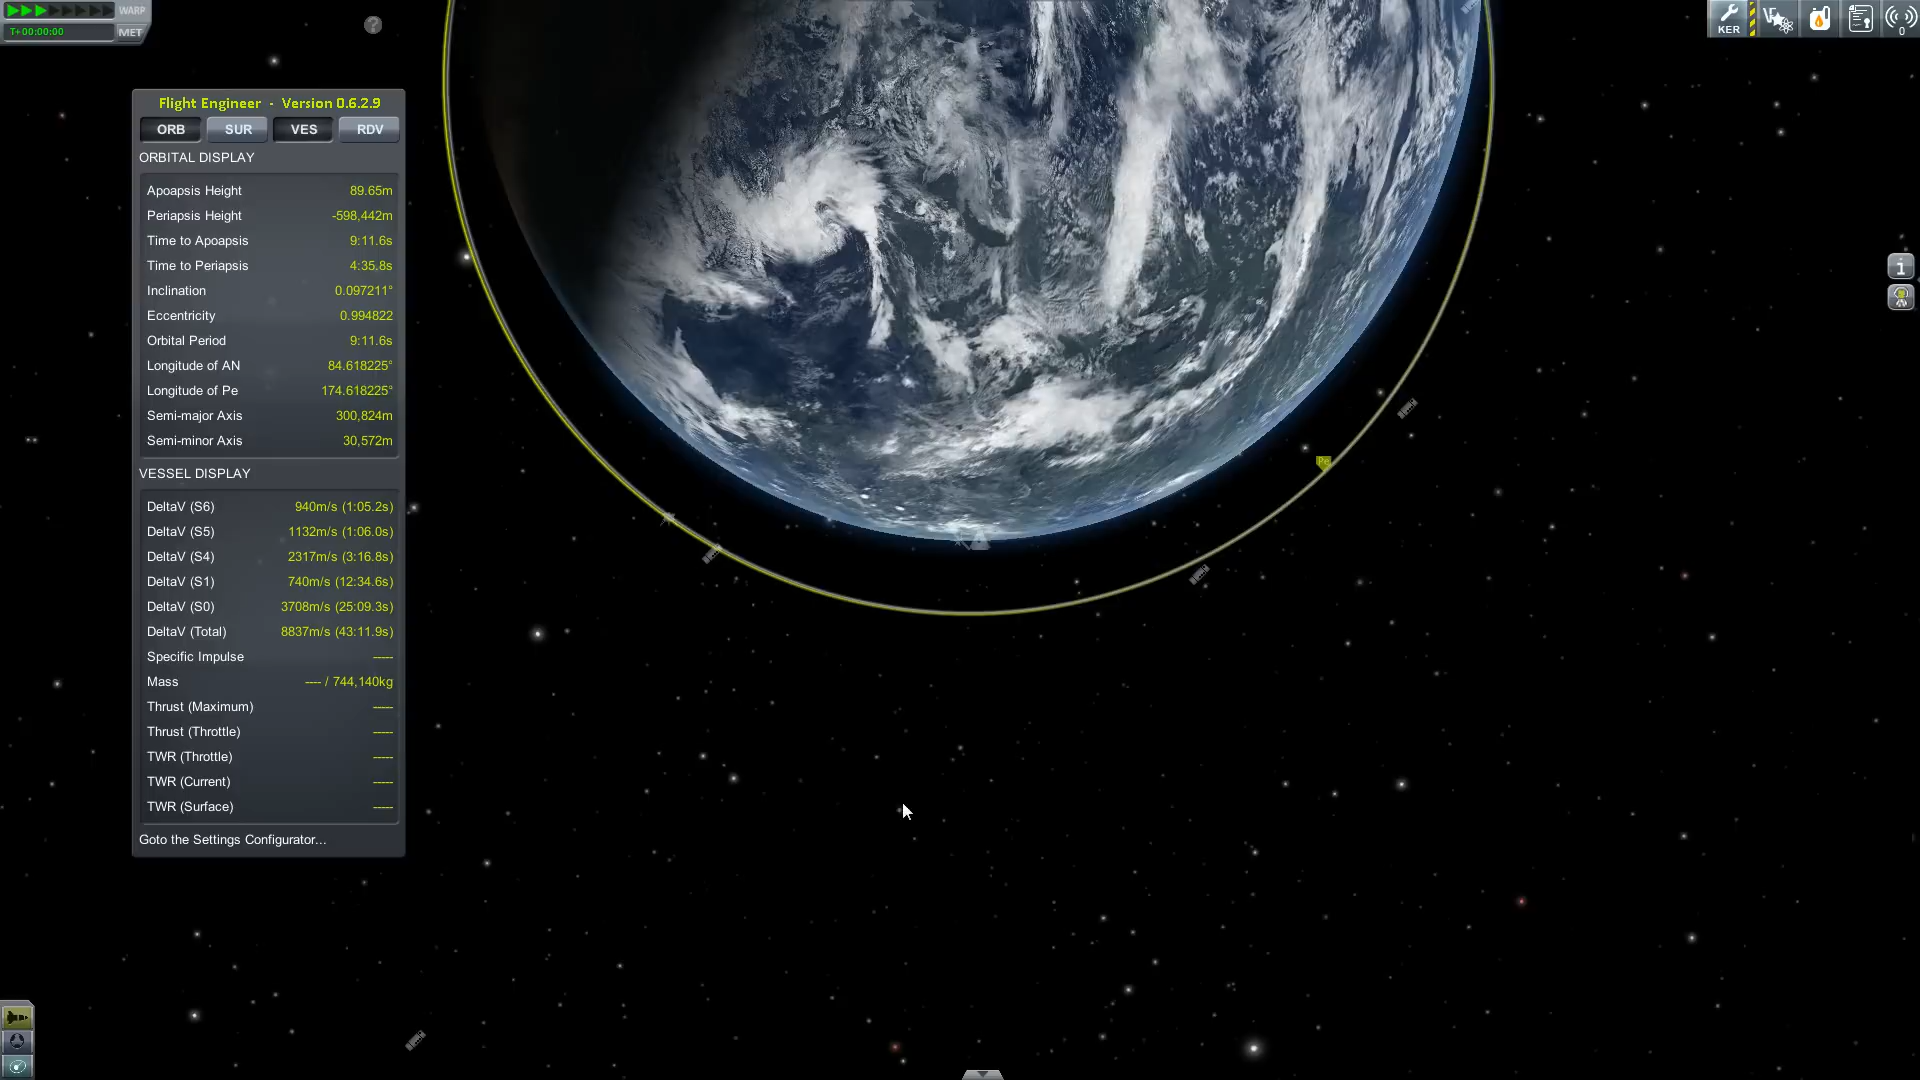 WARP
T+00:00:00 MET
?
KER
0
Flight Engineer - Version 0.6.2.9
ORB SUR VES RDV
ORBITAL DISPLAY
Apoapsis Height 89.65m
Periapsis Height -598,442m
Time to Apoapsis 9:11.6s
Time to Periapsis 4:35.8s
Inclination 0.097211°
Eccentricity 0.994822
Orbital Period 9:11.6s
Longitude of AN 84.618225°
Longitude of Pe 174.618225°
Semi-major Axis 300,824m
Semi-minor Axis 30,572m
VESSEL DISPLAY
DeltaV (S6) 940m/s (1:05.2s)
DeltaV (S5) 1132m/s (1:06.0s)
DeltaV (S4) 2317m/s (3:16.8s)
DeltaV (S1) 740m/s (12:34.6s)
DeltaV (S0) 3708m/s (25:09.3s)
DeltaV (Total) 8837m/s (43:11.9s)
Specific Impulse -----
Mass ---- / 744,140kg
Thrust (Maximum) -----
Thrust (Throttle) -----
TWR (Throttle) -----
TWR (Current) -----
TWR (Surface) -----
Goto the Settings Configurator...
Pe